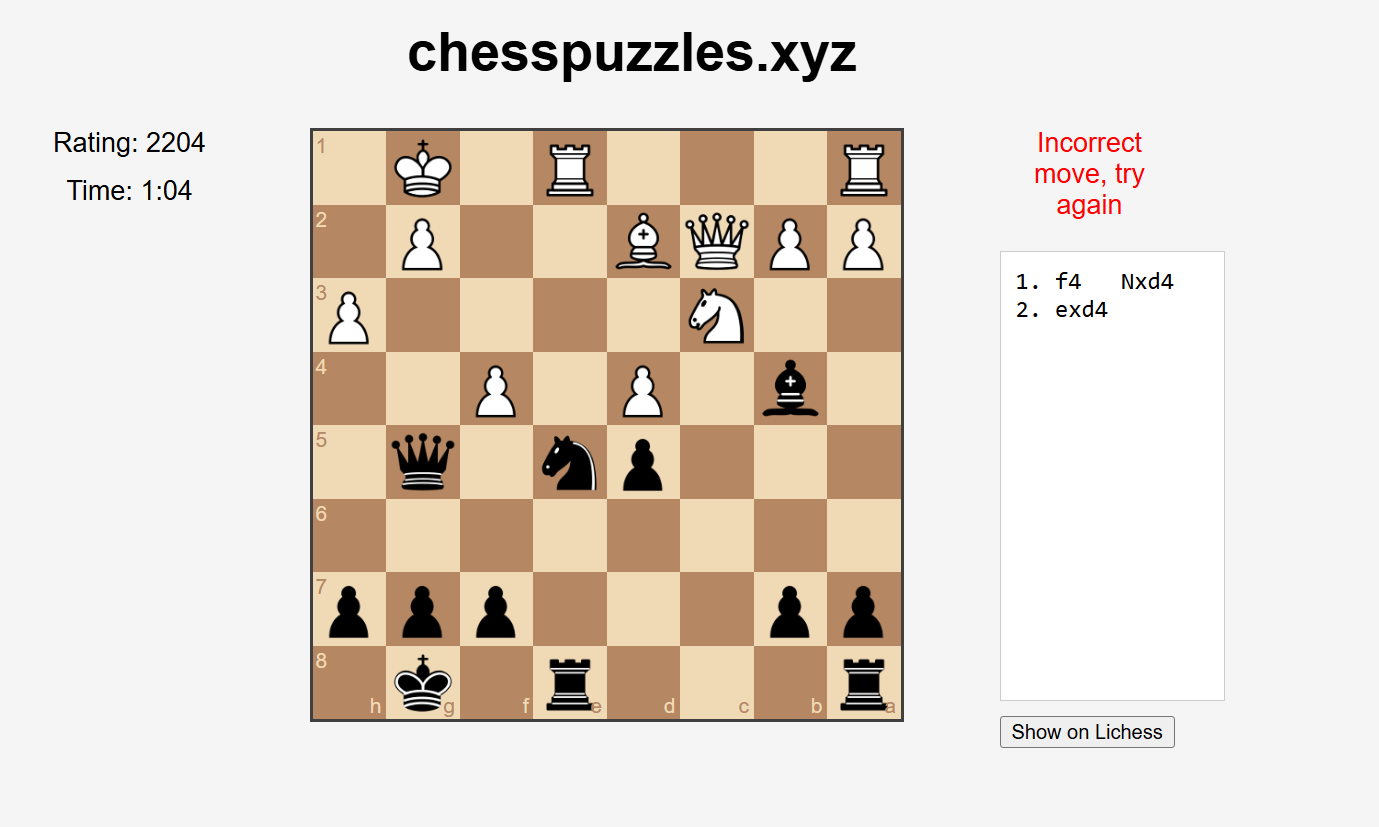 chesspuzzles.xyz
Rating: 2204
Time: 1:04
1
2
3
4
5
6
7
8
h g f e d c b a
Incorrect
move, try
again
1. f4 Nxd4
2. exd4
Show on Lichess